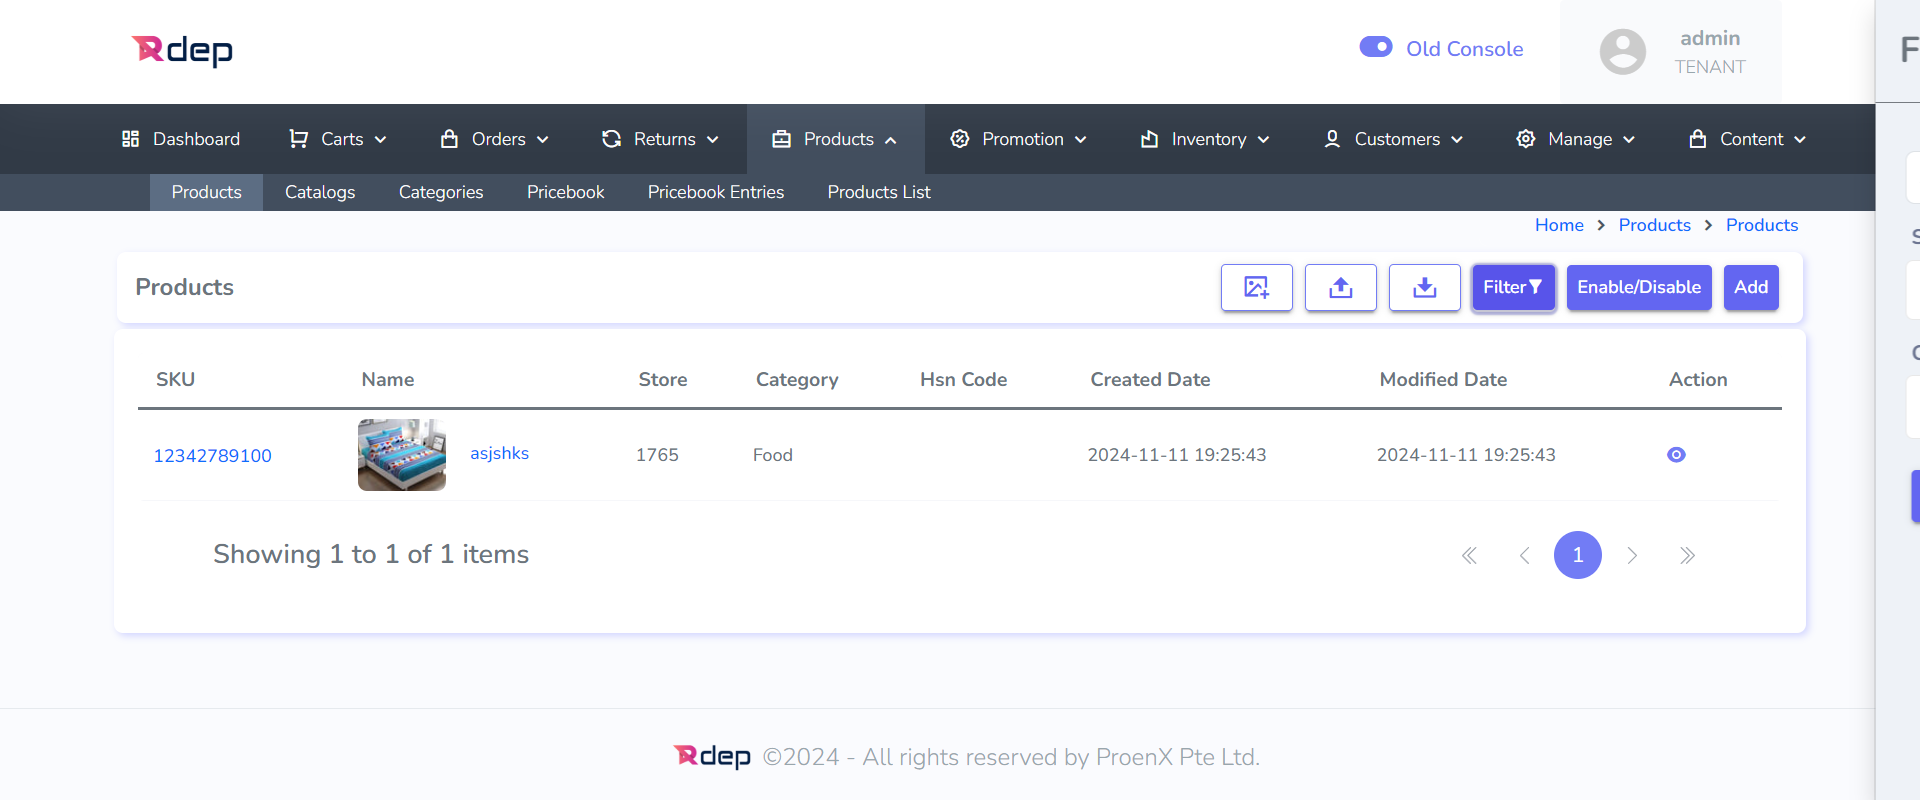 Rdep
Old Console
admin
TENANT
F
Dashboard Carts Orders Returns Products Promotion Inventory Customers Manage Content
Products Catalogs Categories Pricebook Pricebook Entries Products List
Home > Products > Products
Products
Filter Enable/Disable Add
SKU Name Store Category Hsn Code Created Date Modified Date Action
12342789100 asjshks 1765 Food 2024-11-11 19:25:43 2024-11-11 19:25:43
Showing 1 to 1 of 1 items
1
Rdep ©2024 - All rights reserved by ProenX Pte Ltd.